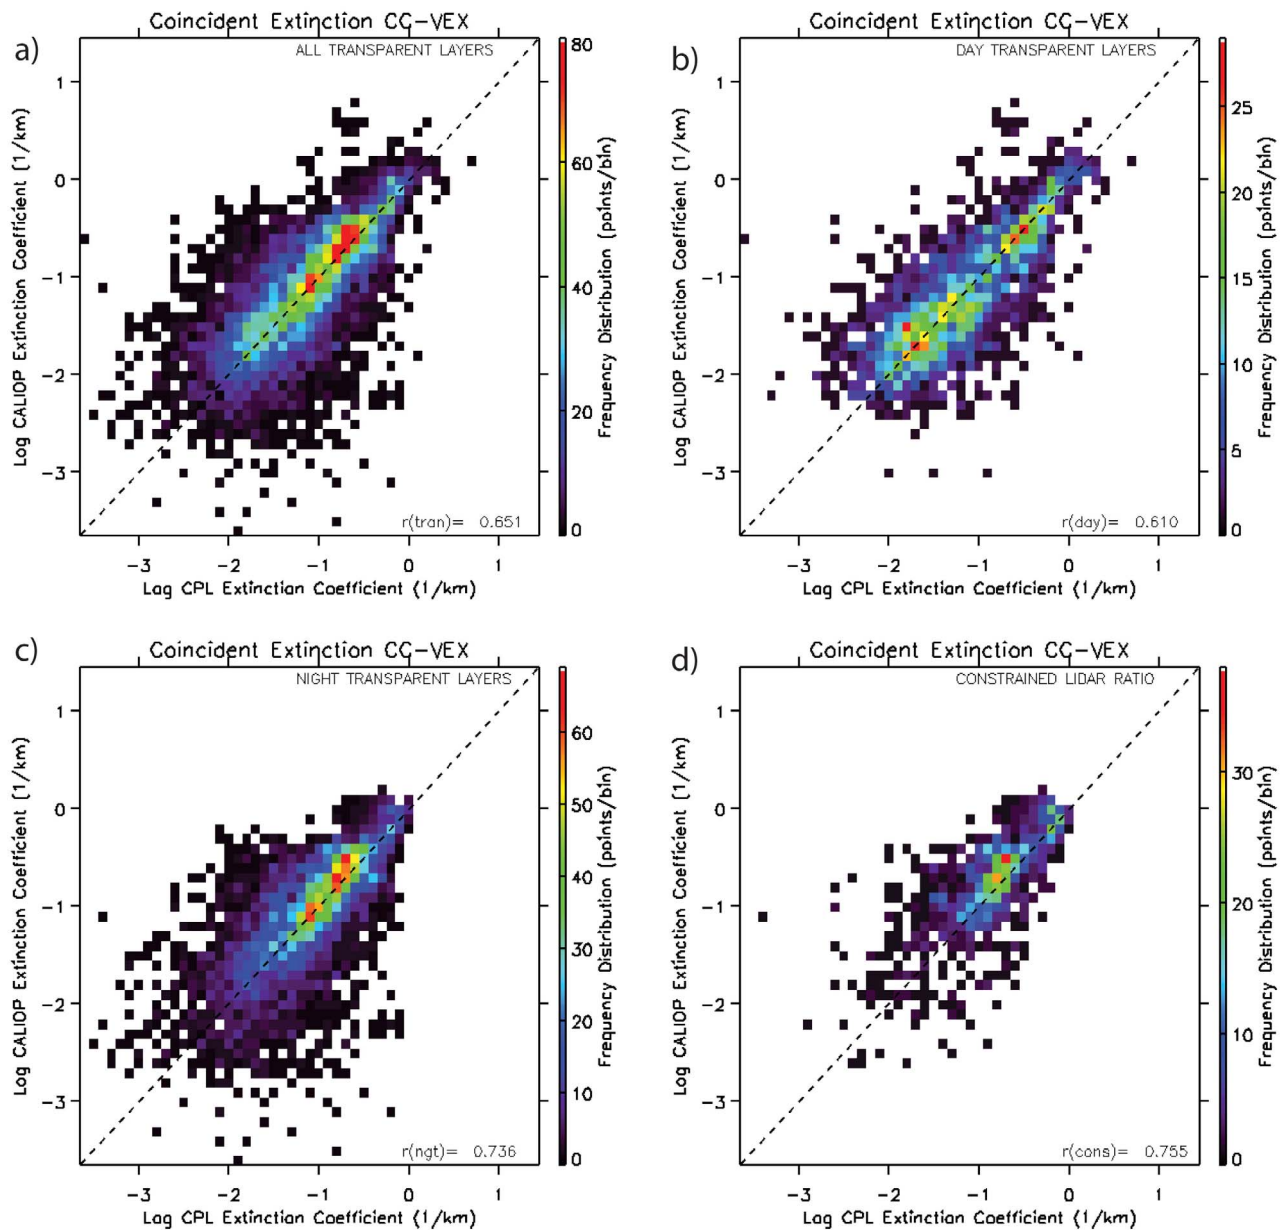 Coincident Extinction CC-VEX
a)
ALL TRANSPARENT LAYERS
1
0
-1
-2
-3
Log CALIOP Extinction Coefficient (1/km)
r(tran)= 0.651
-3 -2 -1 0 1
Lag CPL Extinction Coefficient (1/km)
80
60
40
20
0
Frequency Distribution (points/bin)
Coincident Extinction CC-VEX
b)
DAY TRANSPARENT LAYERS
1
0
-1
-2
-3
Log CALIOP Extinction Coefficient (1/km)
r(day)= 0.610
-3 -2 -1 0 1
Lag CPL Extinction Coefficient (1/km)
25
20
15
10
5
0
Frequency Distribution (points/bin)
Coincident Extinction CC-VEX
c)
NIGHT TRANSPARENT LAYERS
1
0
-1
-2
-3
Log CALIOP Extinction Coefficient (1/km)
r(ngt)= 0.736
-3 -2 -1 0 1
Lag CPL Extinction Coefficient (1/km)
60
50
40
30
20
10
0
Frequency Distribution (points/bin)
Coincident Extinction CC-VEX
d)
CONSTRAINED LIDAR RATIO
1
0
-1
-2
-3
Log CALIOP Extinction Coefficient (1/km)
r(cons)= 0.755
-3 -2 -1 0 1
Lag CPL Extinction Coefficient (1/km)
30
20
10
0
Frequency Distribution (points/bin)